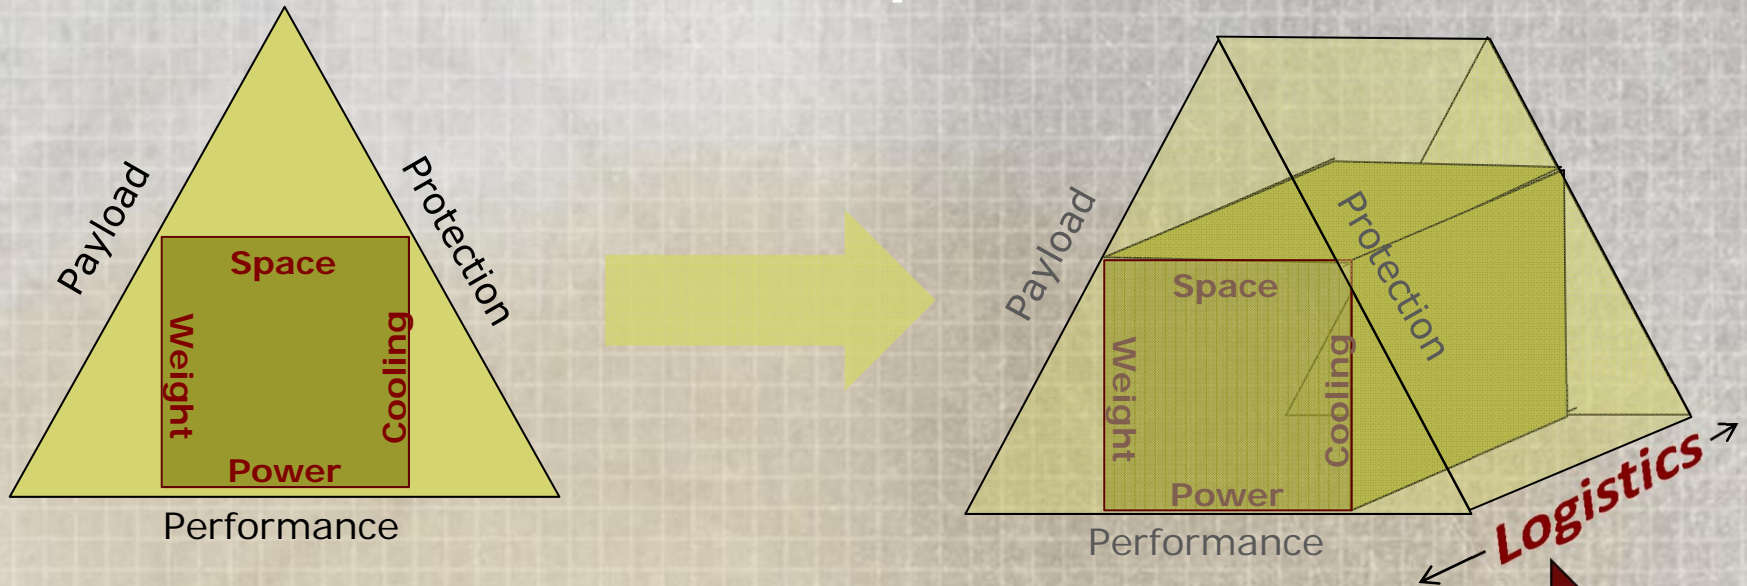 Payload
Protection
Space
Weight
Cooling
Power
Performance
Payload
Protection
Space
Weight
Cooling
Power
Performance
Logistics